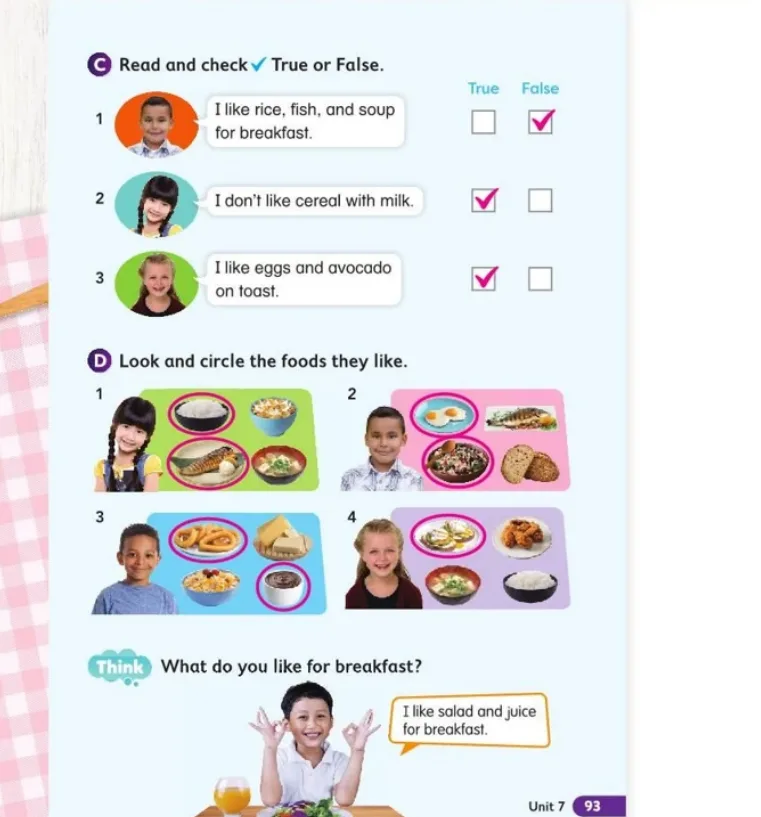 C Read and check ✓ True or False.
True False
1 I like rice, fish, and soup
for breakfast.
2 I don't like cereal with milk.
3 I like eggs and avocado
on toast.
D Look and circle the foods they like.
1 2
3 4
Think What do you like for breakfast?
I like salad and juice
for breakfast.
Unit 7 93